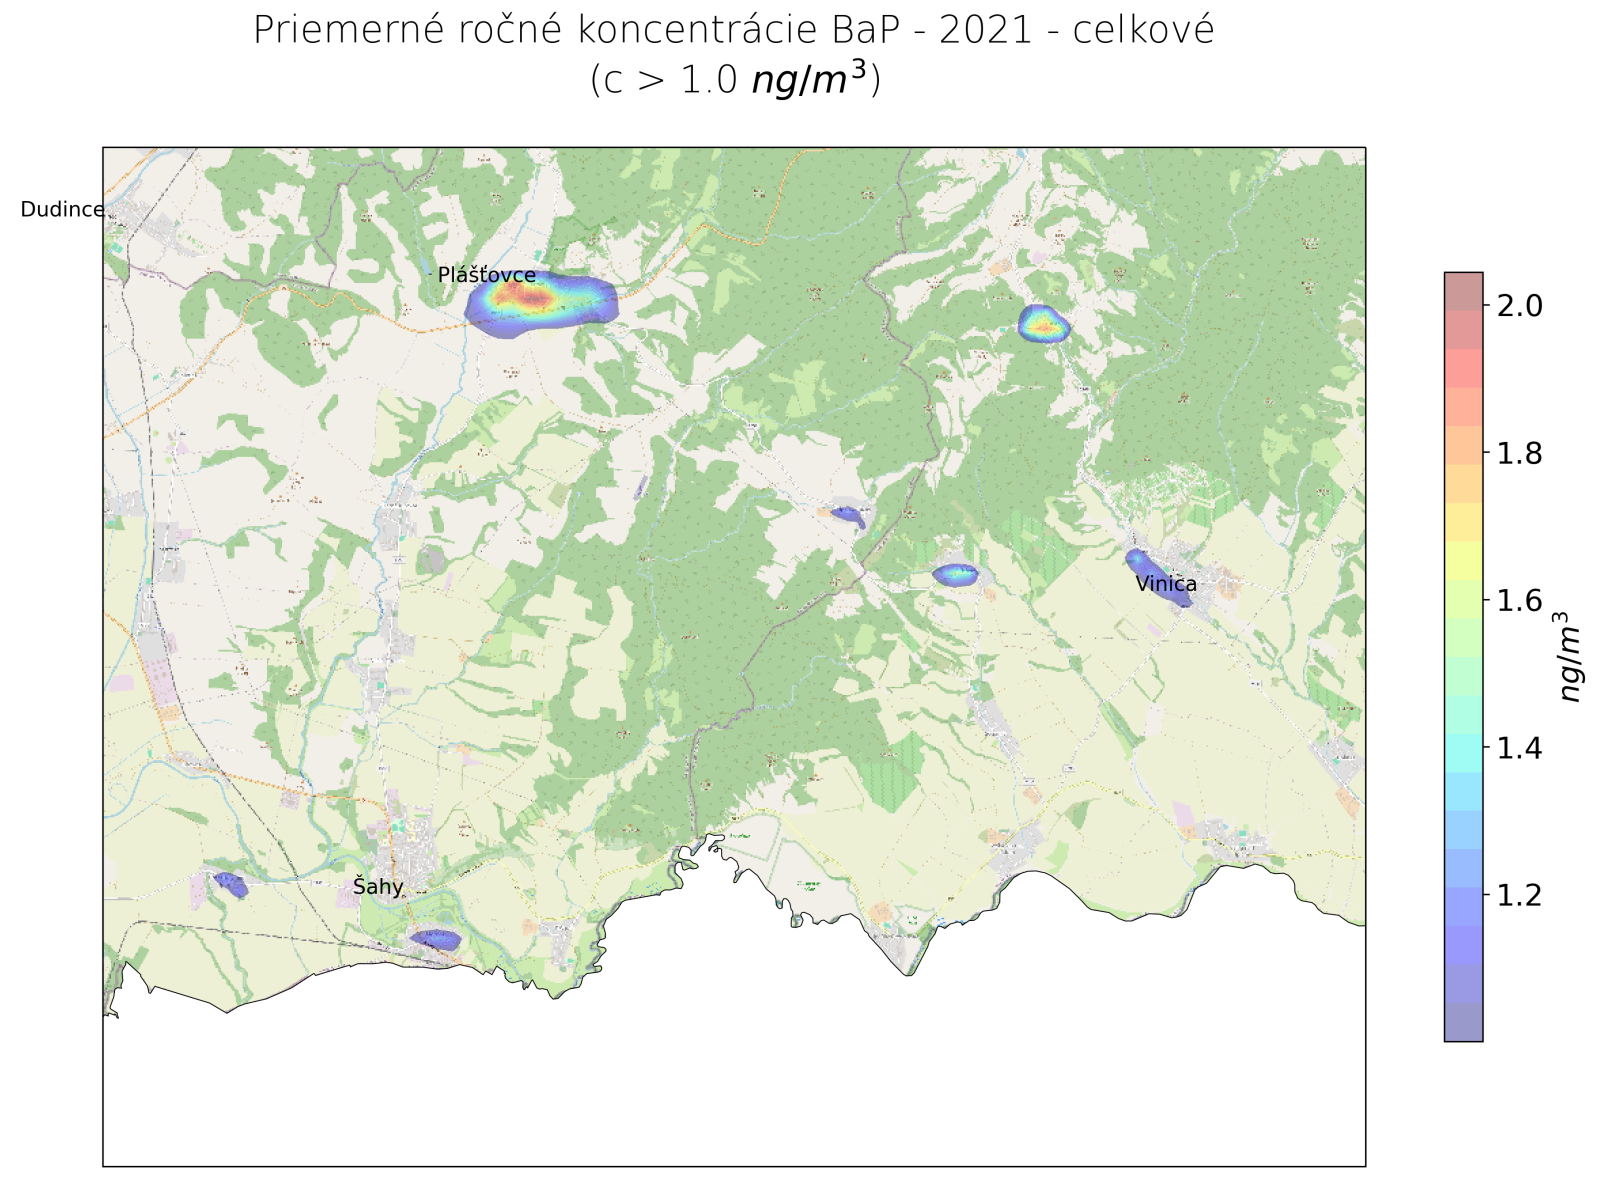 Priemerné ročné koncentrácie BaP - 2021 - celkové
(c > 1.0 ng/m³)
Dudince
Plášťovce
Vinica
Šahy
2.0
1.8
1.6
1.4
1.2
ng/m³